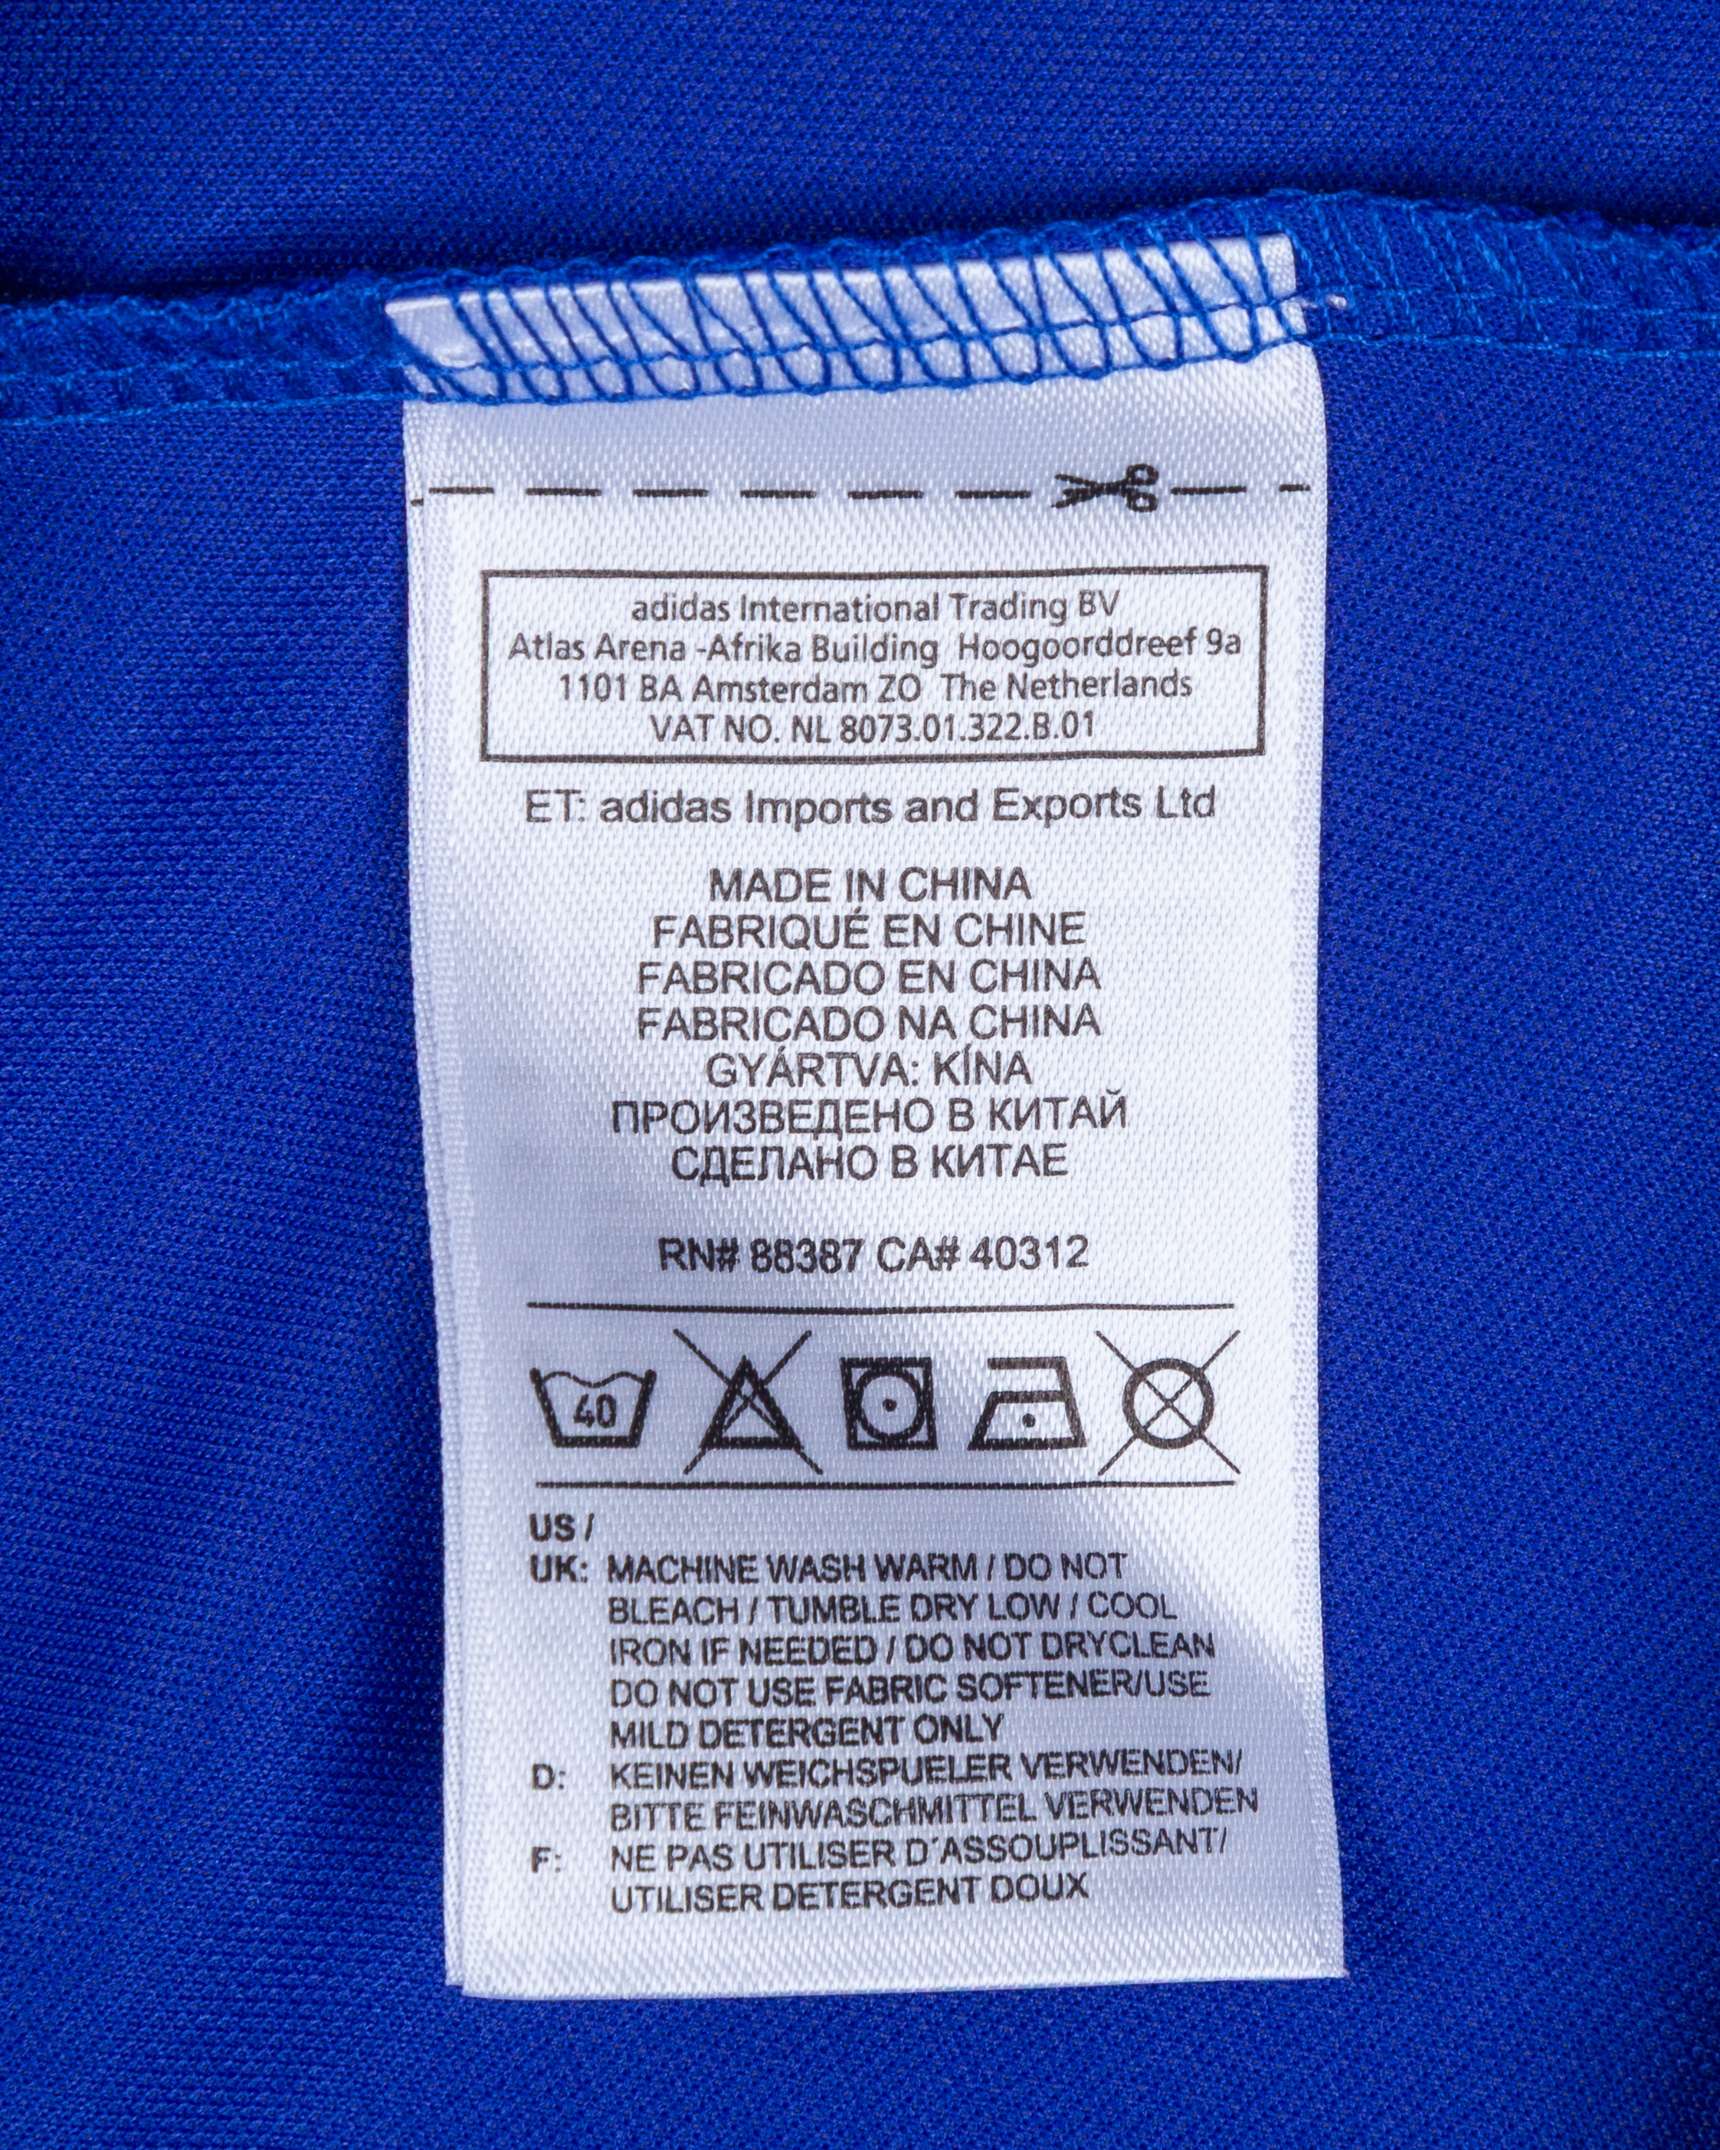 adidas International Trading BV
Atlas Arena -Afrika Building Hoogoorddreef 9a
1101 BA Amsterdam ZO The Netherlands
VAT NO. NL 8073.01.322.B.01
ET: adidas Imports and Exports Ltd
MADE IN CHINA
FABRIQUÉ EN CHINE
FABRICADO EN CHINA
FABRICADO NA CHINA
GYÁRTVA: KÍNA
ПРОИЗВЕДЕНО В КИТАЙ
СДЕЛАНО В КИТАЕ
RN# 88387 CA# 40312
40
US /
UK: MACHINE WASH WARM / DO NOT
BLEACH / TUMBLE DRY LOW / COOL
IRON IF NEEDED / DO NOT DRYCLEAN
DO NOT USE FABRIC SOFTENER/USE
MILD DETERGENT ONLY
D: KEINEN WEICHSPUELER VERWENDEN/
BITTE FEINWASCHMITTEL VERWENDEN
F: NE PAS UTILISER D´ASSOUPLISSANT/
UTILISER DETERGENT DOUX